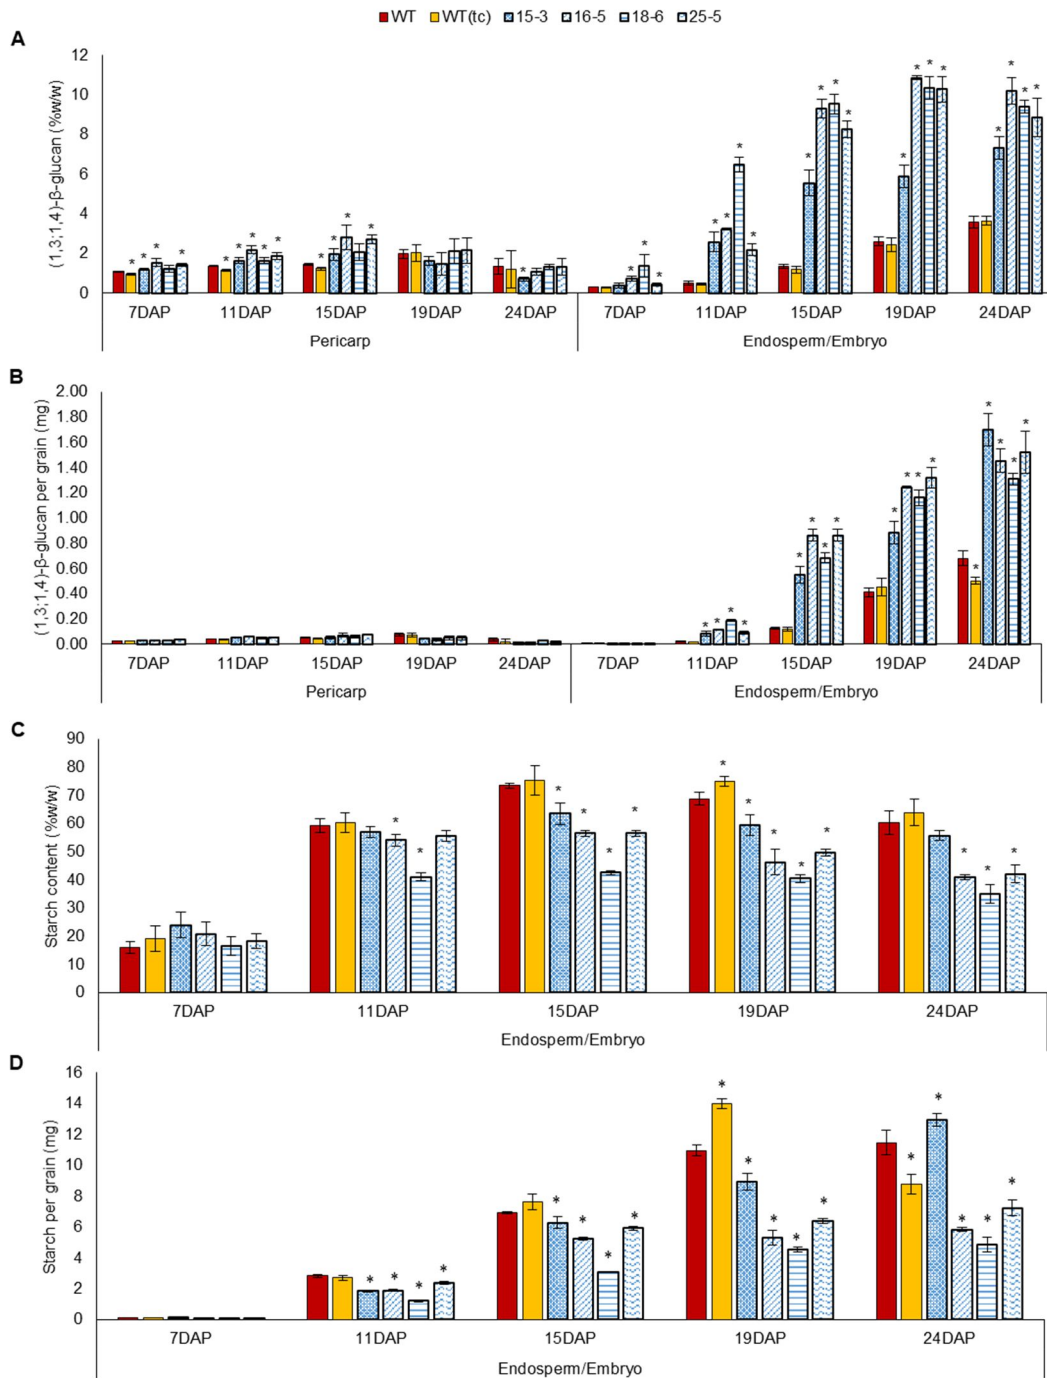 WT WT(tc) 15-3 16-5 18-6 25-5
A
(1,3:1,4)-β-glucan (%w/w)
12
10
8
6
4
2
0
* * * * * * * * * * * * * * * * * * * * * * * * * * * * * * *
7DAP 11DAP 15DAP 19DAP 24DAP 7DAP 11DAP 15DAP 19DAP 24DAP
Pericarp Endosperm/Embryo
B
(1,3;1,4)-β-glucan per grain (mg)
2.00
1.80
1.60
1.40
1.20
1.00
0.80
0.60
0.40
0.20
0.00
* * * * * * * * * * * * * * * * *
7DAP 11DAP 15DAP 19DAP 24DAP 7DAP 11DAP 15DAP 19DAP 24DAP
Pericarp Endosperm/Embryo
C
Starch content (%w/w)
90
80
70
60
50
40
30
20
10
0
* * * * * * * * * * * * * *
7DAP 11DAP 15DAP 19DAP 24DAP
Endosperm/Embryo
D
Starch per grain (mg)
16
14
12
10
8
6
4
2
0
* * * * * * * * * * * * * * * * * *
7DAP 11DAP 15DAP 19DAP 24DAP
Endosperm/Embryo